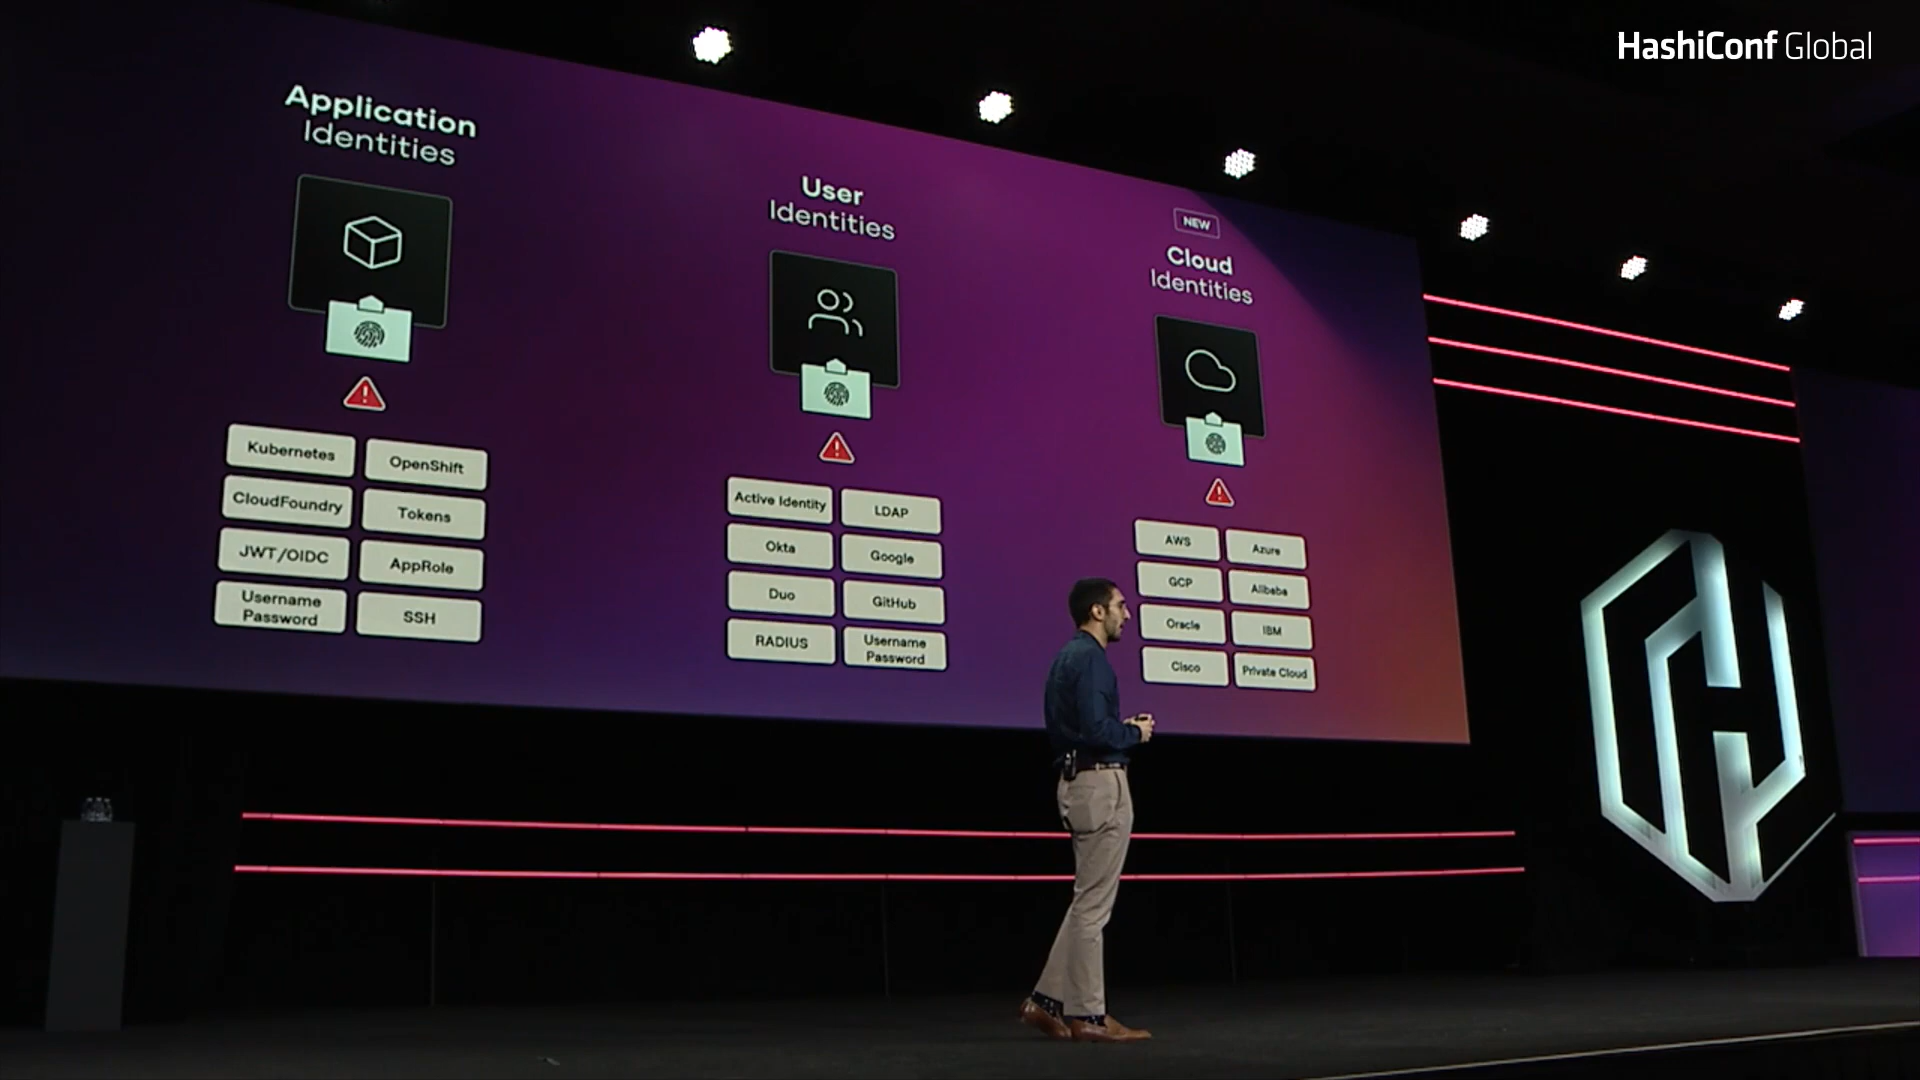 HashiConf Global
Application
Identities
Kubernetes
OpenShift
CloudFoundry
Tokens
JWT/OIDC
AppRole
Username
Password
SSH
User
Identities
Active Identity
LDAP
Okta
Google
Duo
GitHub
RADIUS
Username
Password
NEW
Cloud
Identities
AWS
Azure
GCP
Alibaba
Oracle
IBM
Cisco
Private Cloud